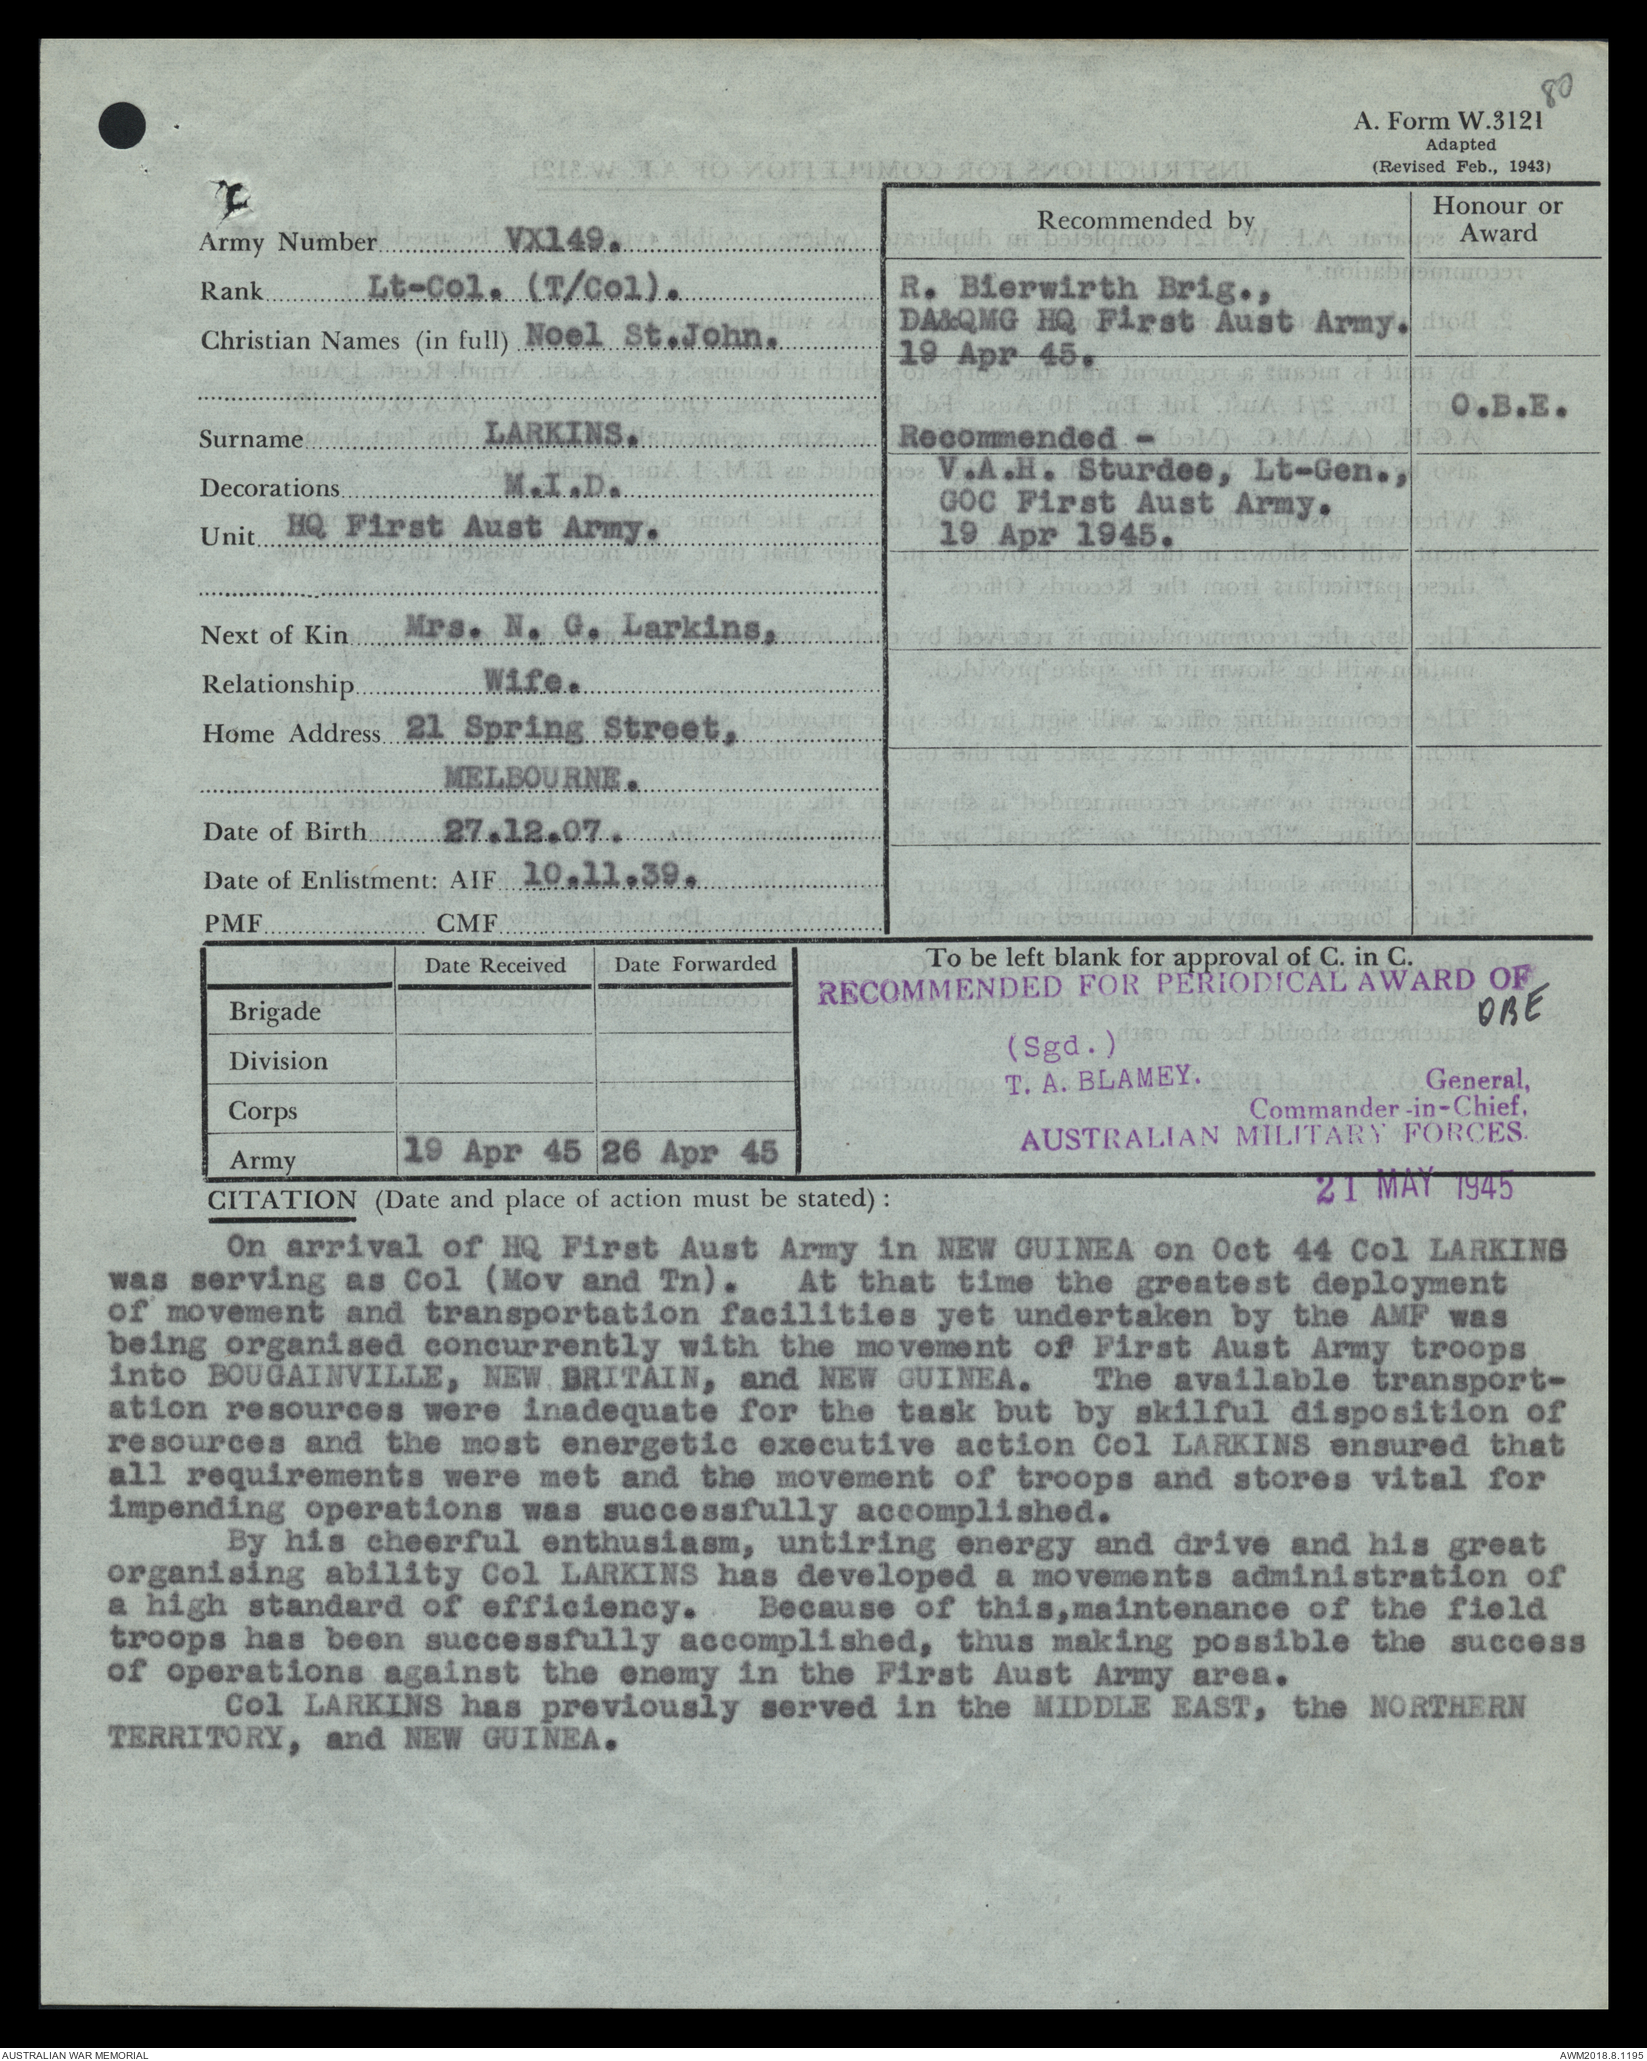 80
A. Form W.3121
Adapted
(Revised Feb., 1943)
Army Number VX149.
Rank Lt-Col. (T/Col).
Christian Names (in full) Noel St.John.
Surname LARKINS.
Decorations M.I.D.
Unit HQ First Aust Army.
Next of Kin Mrs. N. G. Larkins,
Relationship Wife.
Home Address 21 Spring Street,
MELBOURNE.
Date of Birth 27.12.07.
Date of Enlistment: AIF 10.11.39.
PMF CMF
Recommended by
R. Bierwirth Brig.,
DA&QMG HQ First Aust Army.
19 Apr 45.
Recommended -
V.A.H. Sturdee, Lt-Gen.,
GOC First Aust Army.
19 Apr 1945.
Honour or
Award
O.B.E.
Date Received Date Forwarded
Brigade
Division
Corps
Army 19 Apr 45 26 Apr 45
To be left blank for approval of C. in C.
RECOMMENDED FOR PERIODICAL AWARD OF
OBE
(Sgd.)
T. A. BLAMEY. General,
Commander-in-Chief,
AUSTRALIAN MILITARY FORCES.
21 MAY 1945
CITATION (Date and place of action must be stated) :
On arrival of HQ First Aust Army in NEW GUINEA on Oct 44 Col LARKINS
was serving as Col (Mov and Tn). At that time the greatest deployment
of movement and transportation facilities yet undertaken by the AMF was
being organised concurrently with the movement of First Aust Army troops
into BOUGAINVILLE, NEW BRITAIN, and NEW GUINEA. The available transport-
ation resources were inadequate for the task but by skilful disposition of
resources and the most energetic executive action Col LARKINS ensured that
all requirements were met and the movement of troops and stores vital for
impending operations was successfully accomplished.
By his cheerful enthusiasm, untiring energy and drive and his great
organising ability Col LARKINS has developed a movements administration of
a high standard of efficiency. Because of this,maintenance of the field
troops has been successfully accomplished, thus making possible the success
of operations against the enemy in the First Aust Army area.
Col LARKINS has previously served in the MIDDLE EAST, the NORTHERN
TERRITORY, and NEW GUINEA.
AUSTRALIAN WAR MEMORIAL
AWM2018.8.1195